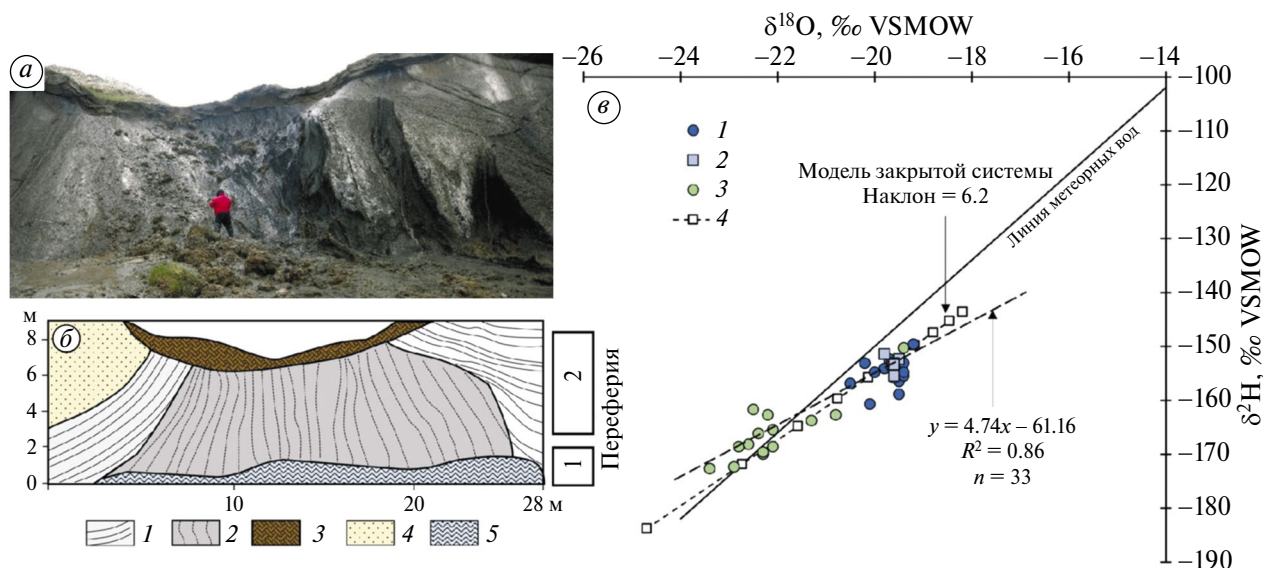 а
м
8
6
4
2
0
б
10
20
28 м
2
1
Переферия
1
2
3
4
5
δ18O, ‰ VSMOW
−26
−24
−22
−20
−18
−16
−14
в
1
2
3
4
Модель закрытой системы
Наклон = 6.2
Линия метеорных вод
y = 4.74x – 61.16
R2 = 0.86
n = 33
−100
−110
−120
−130
−140
−150
−160
−170
−180
−190
δ2H, ‰ VSMOW